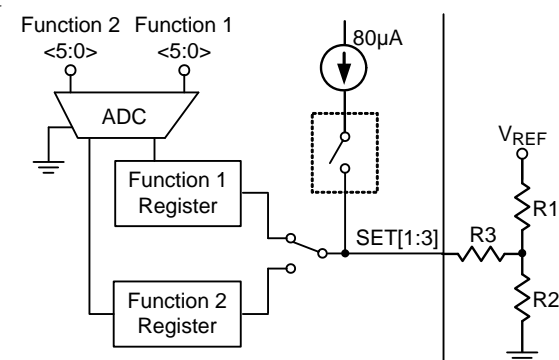 Function 2 Function 1
<5:0> <5:0>
80µA
ADC
VREF
Function 1
Register
R1
SET[1:3]
R3
R2
Function 2
Register